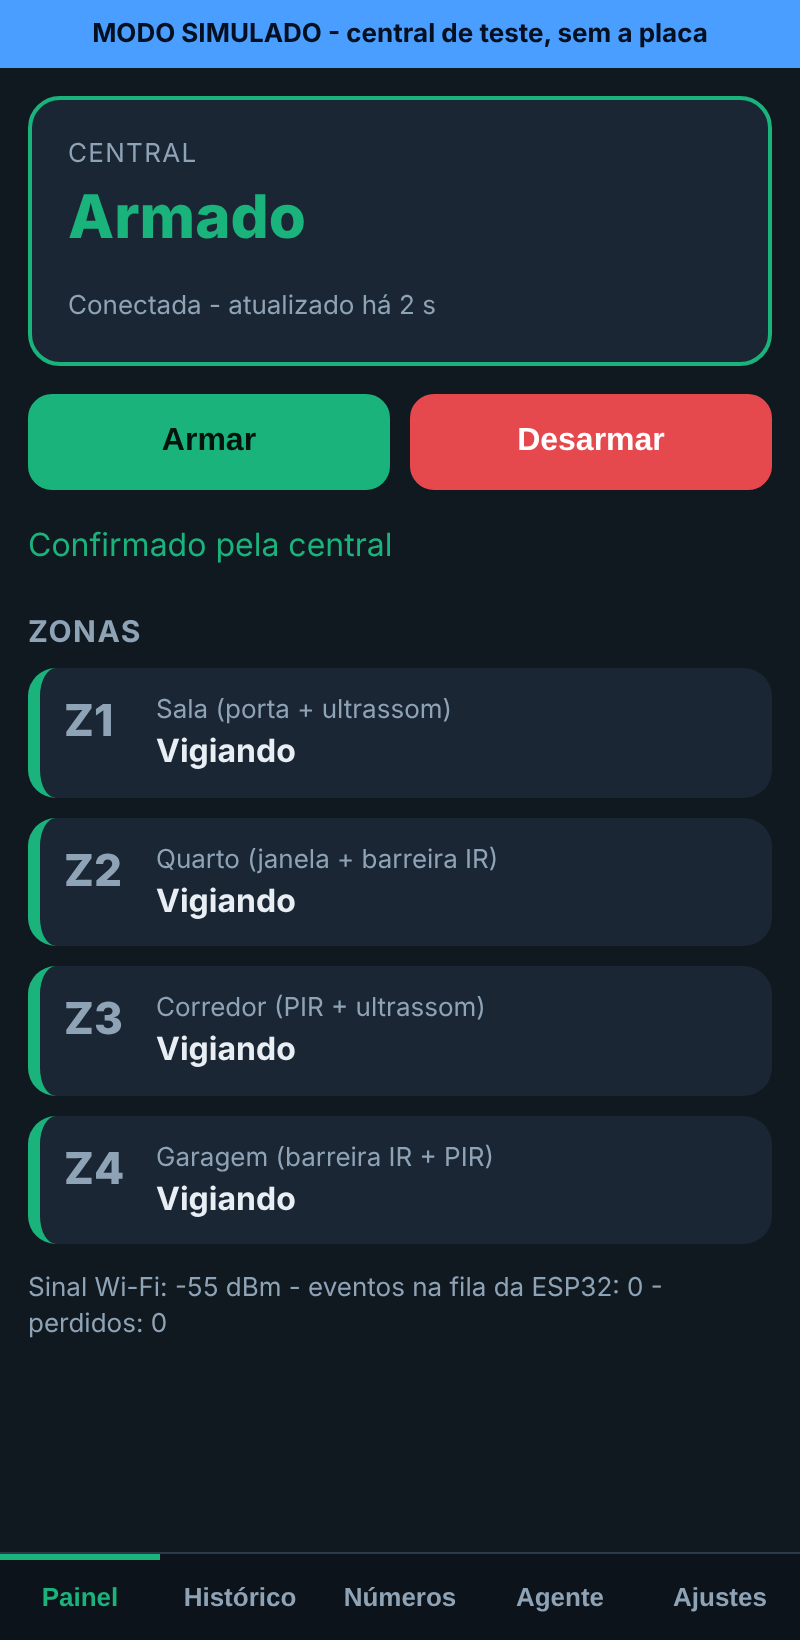 MODO SIMULADO - central de teste, sem a placa
CENTRAL
Armado
Conectada - atualizado há 2 s
Armar
Desarmar
Confirmado pela central
ZONAS
Z1
Sala (porta + ultrassom)
Vigiando
Z2
Quarto (janela + barreira IR)
Vigiando
Z3
Corredor (PIR + ultrassom)
Vigiando
Z4
Garagem (barreira IR + PIR)
Vigiando
Sinal Wi-Fi: -55 dBm - eventos na fila da ESP32: 0 -
perdidos: 0
Painel
Histórico
Números
Agente
Ajustes